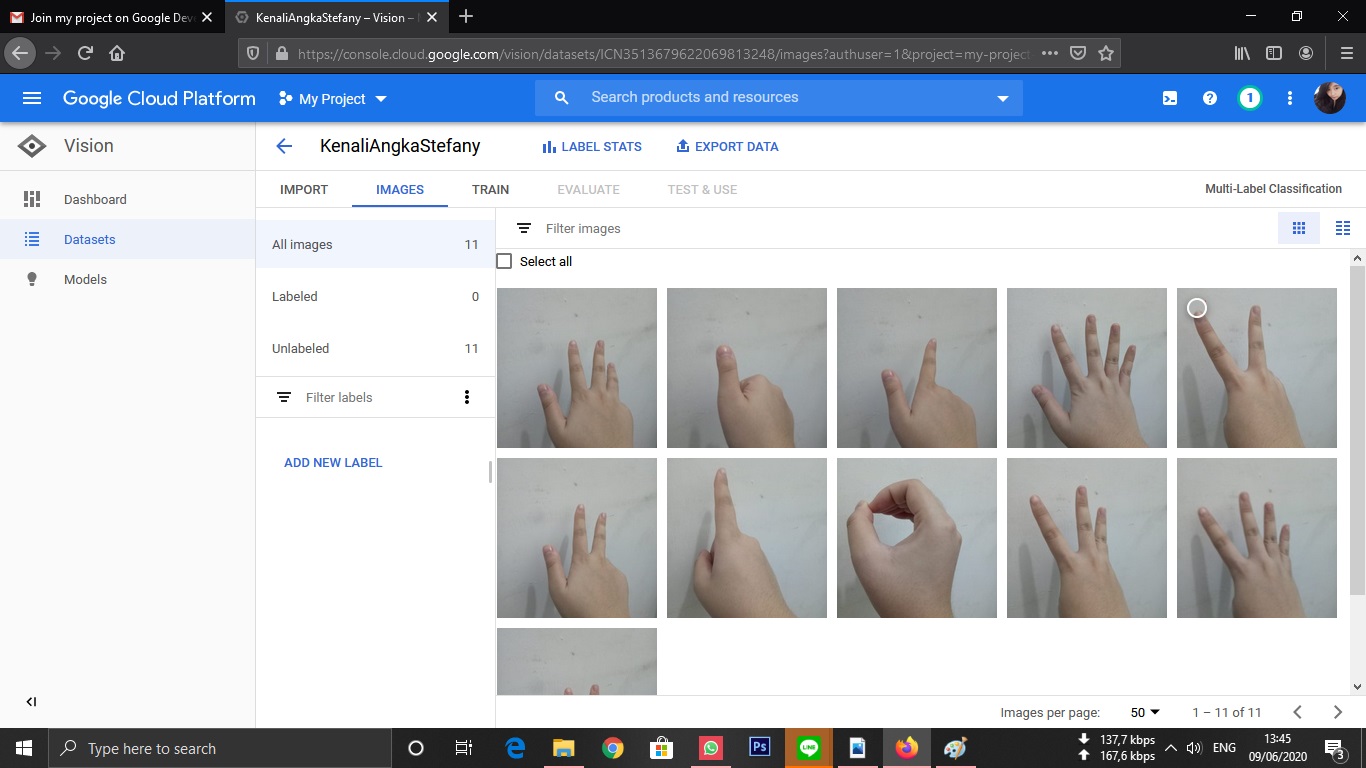 Join my project on Google Dev
KenaliAngkaStefany – Vision –
https://console.cloud.google.com/vision/datasets/ICN3513679622069813248/images?authuser=1&project=my-projec
Google Cloud Platform
My Project
Search products and resources
1
Vision
KenaliAngkaStefany
LABEL STATS
EXPORT DATA
IMPORT
IMAGES
TRAIN
EVALUATE
TEST & USE
Multi-Label Classification
Dashboard
Datasets
Models
All images 11
Labeled 0
Unlabeled 11
Filter labels
ADD NEW LABEL
Filter images
Select all
Images per page: 50
1 – 11 of 11
Type here to search
Ps
LINE
137,7 kbps
167,6 kbps
ENG
13:45
09/06/2020
3